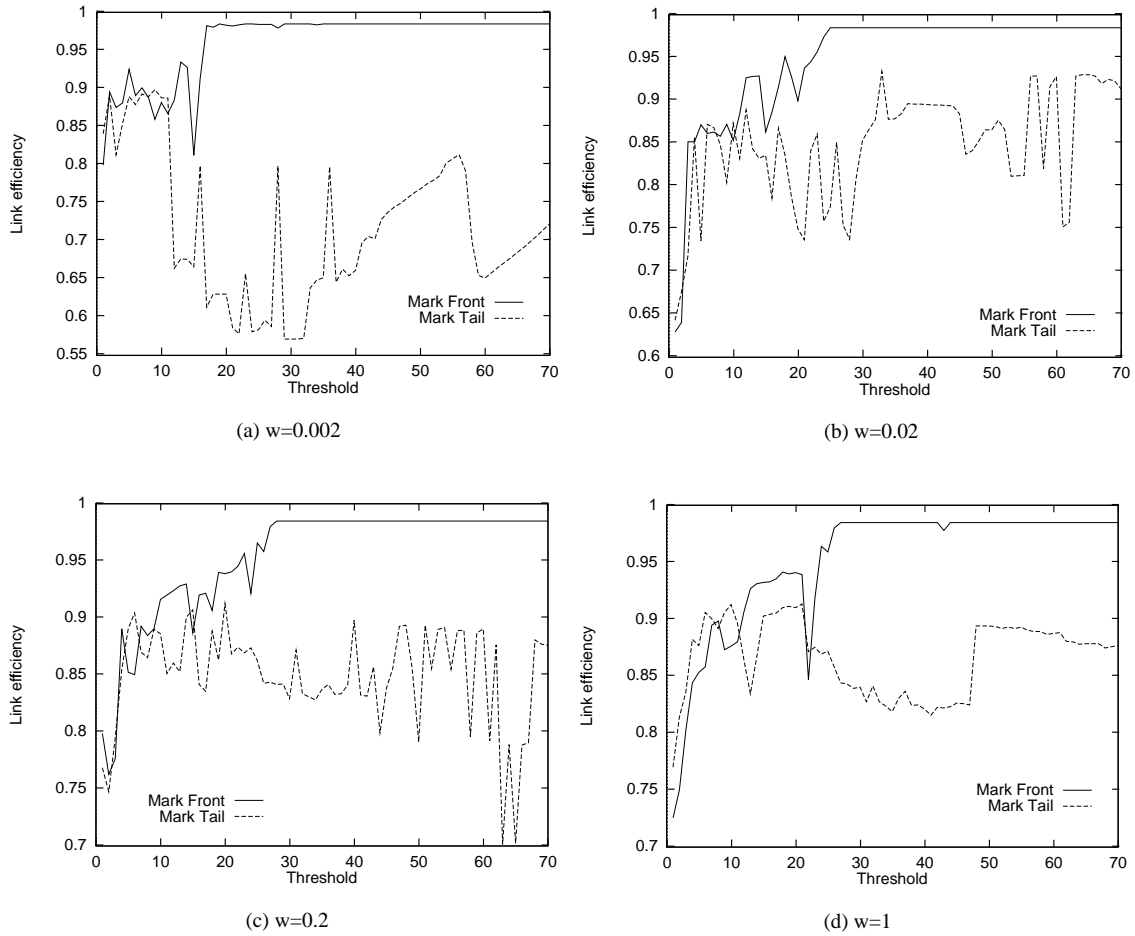 1
0.95
0.9
0.85
0.8
0.75
0.7
0.65
0.6
0.55
Link efficiency
0 10 20 30 40 50 60 70
Threshold
Mark Front
Mark Tail
(a) w=0.002
1
0.95
0.9
0.85
0.8
0.75
0.7
0.65
0.6
Link efficiency
0 10 20 30 40 50 60 70
Threshold
Mark Front
Mark Tail
(b) w=0.02
1
0.95
0.9
0.85
0.8
0.75
0.7
Link efficiency
0 10 20 30 40 50 60 70
Threshold
Mark Front
Mark Tail
(c) w=0.2
1
0.95
0.9
0.85
0.8
0.75
0.7
Link efficiency
0 10 20 30 40 50 60 70
Threshold
Mark Front
Mark Tail
(d) w=1